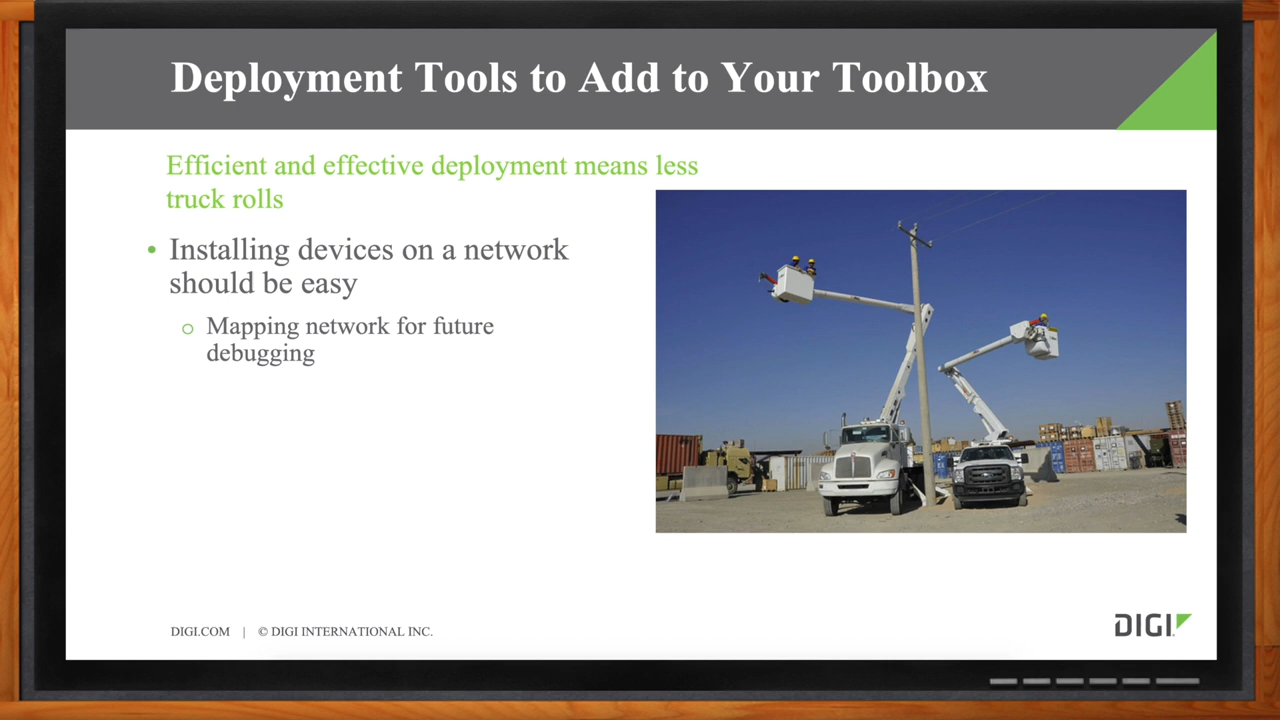 Deployment Tools to Add to Your Toolbox
Efficient and effective deployment means less
truck rolls
• Installing devices on a network
should be easy
o Mapping network for future
debugging
DIGI.COM | © DIGI INTERNATIONAL INC.
DIGI